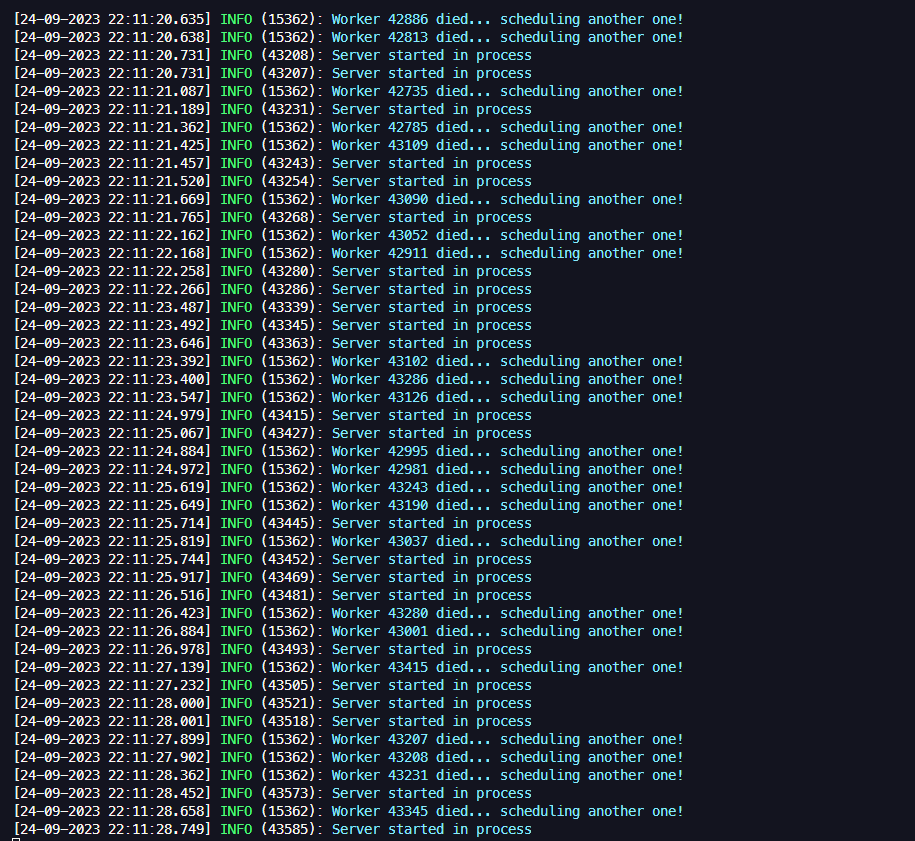 [24-09-2023 22:11:20.635] INFO (15362): Worker 42886 died... scheduling another one!
[24-09-2023 22:11:20.638] INFO (15362): Worker 42813 died... scheduling another one!
[24-09-2023 22:11:20.731] INFO (43208): Server started in process
[24-09-2023 22:11:20.731] INFO (43207): Server started in process
[24-09-2023 22:11:21.087] INFO (15362): Worker 42735 died... scheduling another one!
[24-09-2023 22:11:21.189] INFO (43231): Server started in process
[24-09-2023 22:11:21.362] INFO (15362): Worker 42785 died... scheduling another one!
[24-09-2023 22:11:21.425] INFO (15362): Worker 43109 died... scheduling another one!
[24-09-2023 22:11:21.457] INFO (43243): Server started in process
[24-09-2023 22:11:21.520] INFO (43254): Server started in process
[24-09-2023 22:11:21.669] INFO (15362): Worker 43090 died... scheduling another one!
[24-09-2023 22:11:21.765] INFO (43268): Server started in process
[24-09-2023 22:11:22.162] INFO (15362): Worker 43052 died... scheduling another one!
[24-09-2023 22:11:22.168] INFO (15362): Worker 42911 died... scheduling another one!
[24-09-2023 22:11:22.258] INFO (43280): Server started in process
[24-09-2023 22:11:22.266] INFO (43286): Server started in process
[24-09-2023 22:11:23.487] INFO (43339): Server started in process
[24-09-2023 22:11:23.492] INFO (43345): Server started in process
[24-09-2023 22:11:23.646] INFO (43363): Server started in process
[24-09-2023 22:11:23.392] INFO (15362): Worker 43102 died... scheduling another one!
[24-09-2023 22:11:23.400] INFO (15362): Worker 43286 died... scheduling another one!
[24-09-2023 22:11:23.547] INFO (15362): Worker 43126 died... scheduling another one!
[24-09-2023 22:11:24.979] INFO (43415): Server started in process
[24-09-2023 22:11:25.067] INFO (43427): Server started in process
[24-09-2023 22:11:24.884] INFO (15362): Worker 42995 died... scheduling another one!
[24-09-2023 22:11:24.972] INFO (15362): Worker 42981 died... scheduling another one!
[24-09-2023 22:11:25.619] INFO (15362): Worker 43243 died... scheduling another one!
[24-09-2023 22:11:25.649] INFO (15362): Worker 43190 died... scheduling another one!
[24-09-2023 22:11:25.714] INFO (43445): Server started in process
[24-09-2023 22:11:25.819] INFO (15362): Worker 43037 died... scheduling another one!
[24-09-2023 22:11:25.744] INFO (43452): Server started in process
[24-09-2023 22:11:25.917] INFO (43469): Server started in process
[24-09-2023 22:11:26.516] INFO (43481): Server started in process
[24-09-2023 22:11:26.423] INFO (15362): Worker 43280 died... scheduling another one!
[24-09-2023 22:11:26.884] INFO (15362): Worker 43001 died... scheduling another one!
[24-09-2023 22:11:26.978] INFO (43493): Server started in process
[24-09-2023 22:11:27.139] INFO (15362): Worker 43415 died... scheduling another one!
[24-09-2023 22:11:27.232] INFO (43505): Server started in process
[24-09-2023 22:11:28.000] INFO (43521): Server started in process
[24-09-2023 22:11:28.001] INFO (43518): Server started in process
[24-09-2023 22:11:27.899] INFO (15362): Worker 43207 died... scheduling another one!
[24-09-2023 22:11:27.902] INFO (15362): Worker 43208 died... scheduling another one!
[24-09-2023 22:11:28.362] INFO (15362): Worker 43231 died... scheduling another one!
[24-09-2023 22:11:28.452] INFO (43573): Server started in process
[24-09-2023 22:11:28.658] INFO (15362): Worker 43345 died... scheduling another one!
[24-09-2023 22:11:28.749] INFO (43585): Server started in process